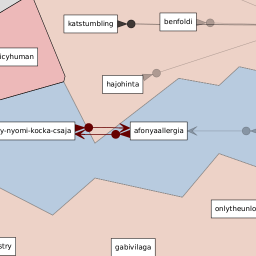 katstumbling
benfoldi
icyhuman
hajohinta
y-nyomi-kocka-csaja
afonyaallergia
onlytheunlo
stry
gabivilaga